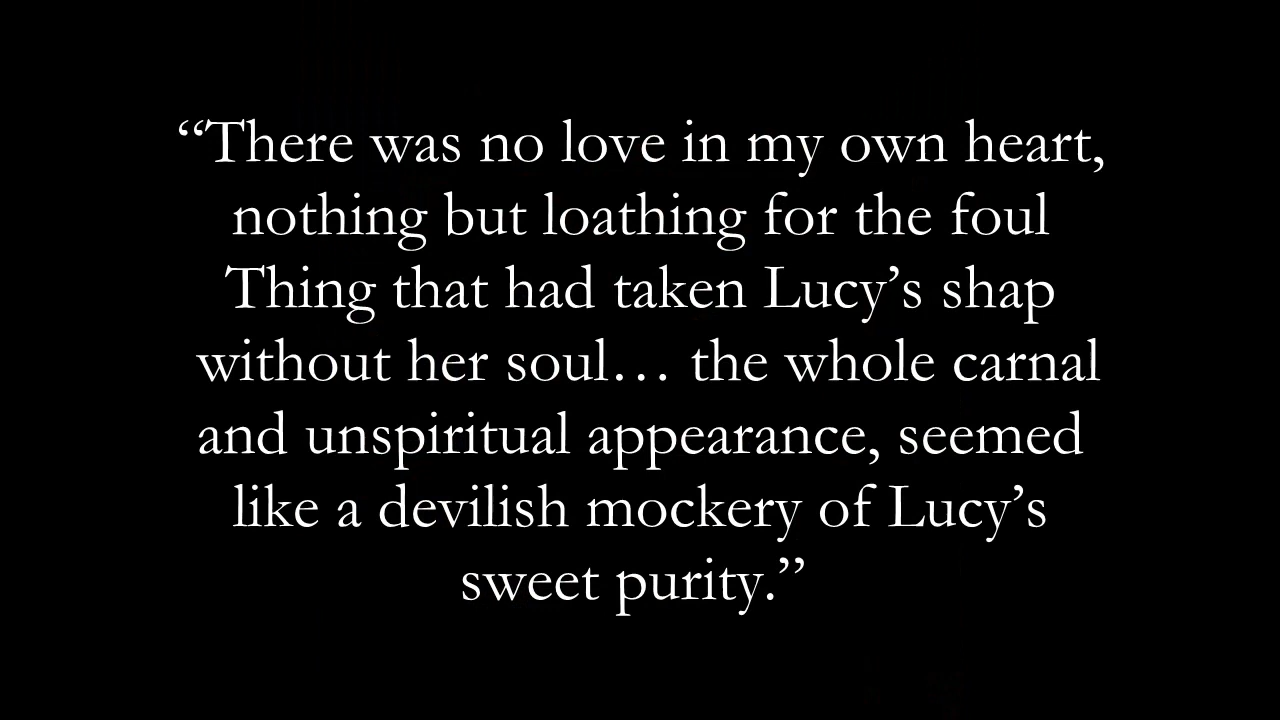 “There was no love in my own heart,
nothing but loathing for the foul
Thing that had taken Lucy’s shap
without her soul… the whole carnal
and unspiritual appearance, seemed
like a devilish mockery of Lucy’s
sweet purity.”